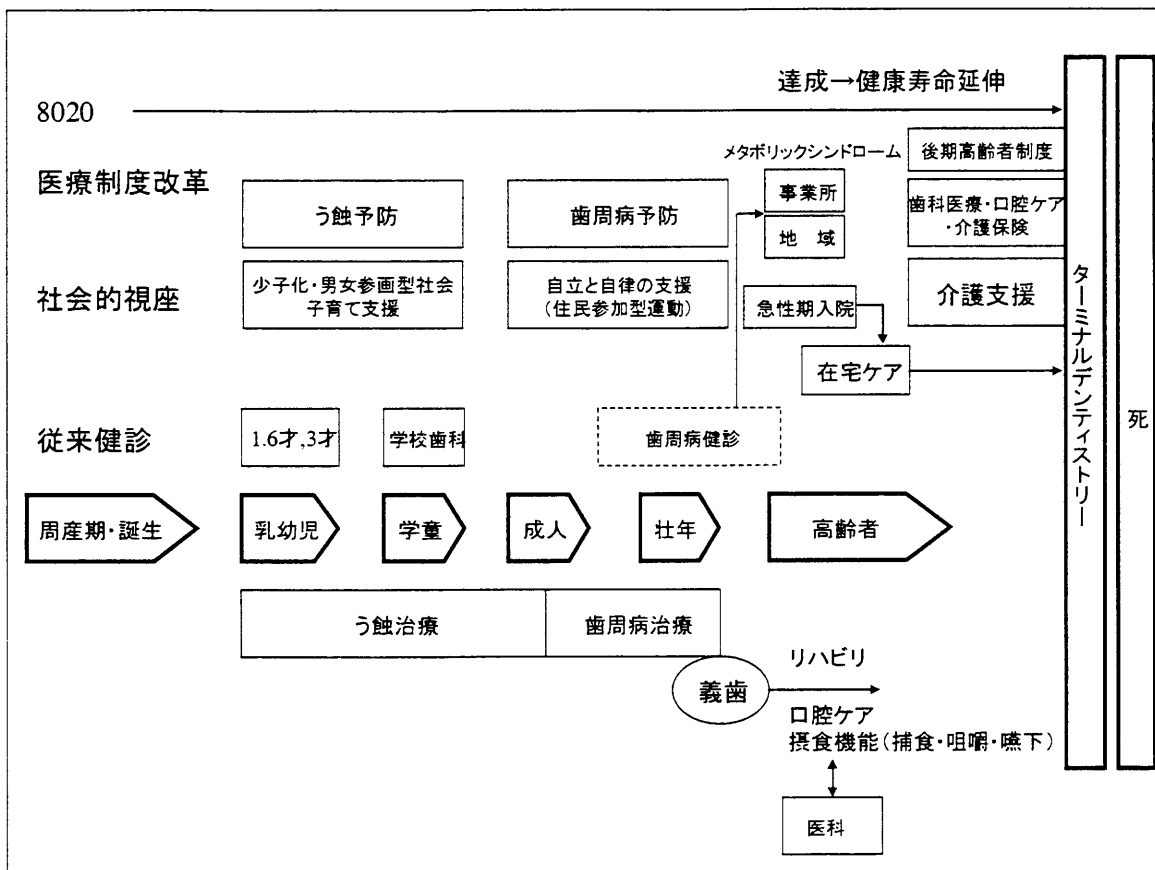 達成→健康寿命延伸
8020
医療制度改革
メタボリックシンドローム
後期高齢者制度
う蝕予防
歯周病予防
事業所
地 域
歯科医療・口腔ケア
・介護保険
社会的視座
少子化・男女参画型社会
子育て支援
自立と自律の支援
(住民参加型運動)
急性期入院
介護支援
在宅ケア
従来健診
1.6才,3才
学校歯科
歯周病健診
周産期・誕生
乳幼児
学童
成人
壮年
高齢者
ターミナルデンティストリー
死
う蝕治療
歯周病治療
義歯
リハビリ
口腔ケア
摂食機能(捕食・咀嚼・嚥下)
医科